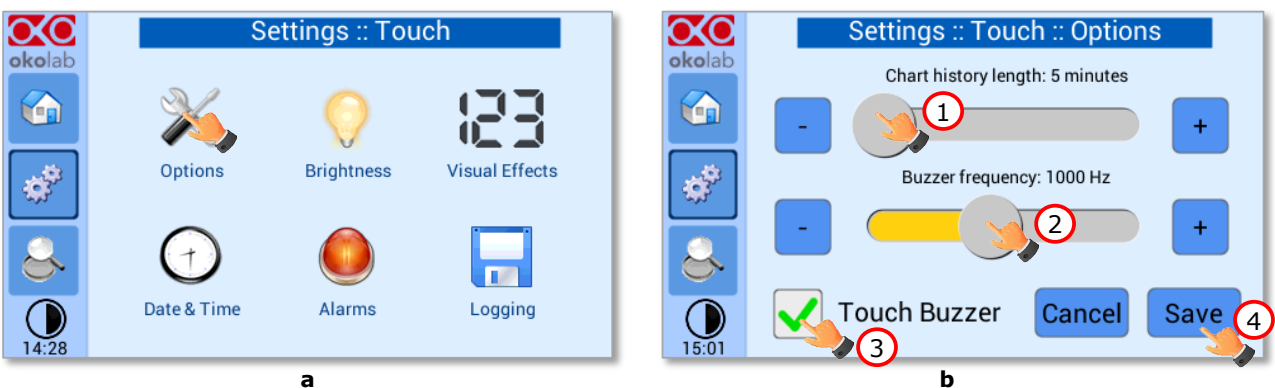 Settings :: Touch
okolab
Options
Brightness
123
Visual Effects
Date & Time
Alarms
Logging
14:28
a
Settings :: Touch :: Options
okolab
Chart history length: 5 minutes
1
-
+
Buzzer frequency: 1000 Hz
2
-
+
Touch Buzzer
Cancel
Save
3
4
15:01
b